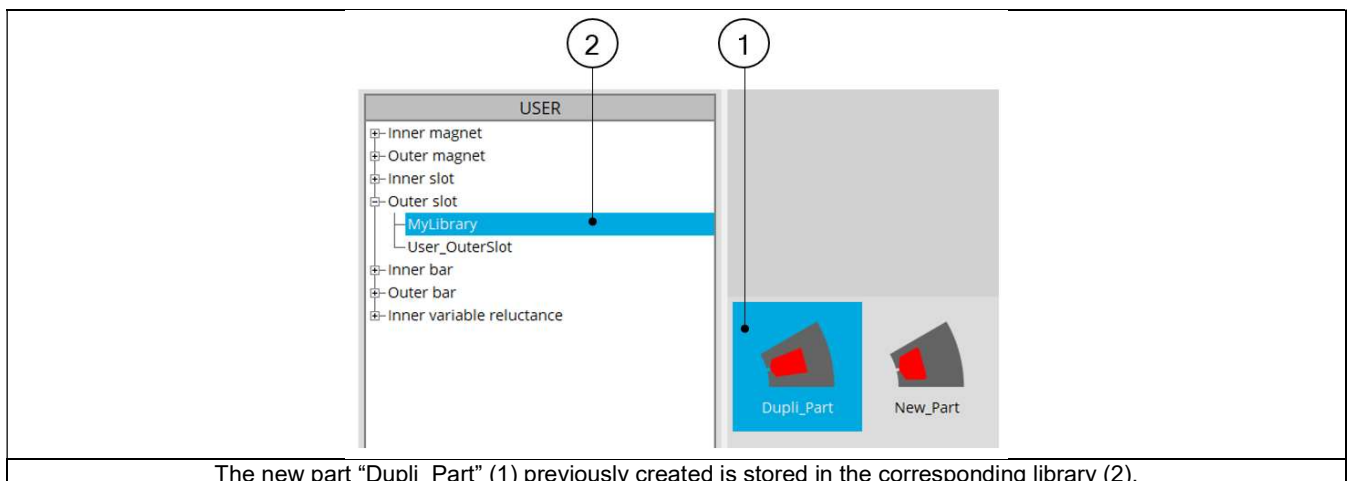 2
1
USER
Inner magnet
Outer magnet
Inner slot
Outer slot
MyLibrary
User_OuterSlot
Inner bar
Outer bar
Inner variable reluctance
Dupli_Part
New_Part
The new part “Dupli_Part” (1) previously created is stored in the corresponding library (2).